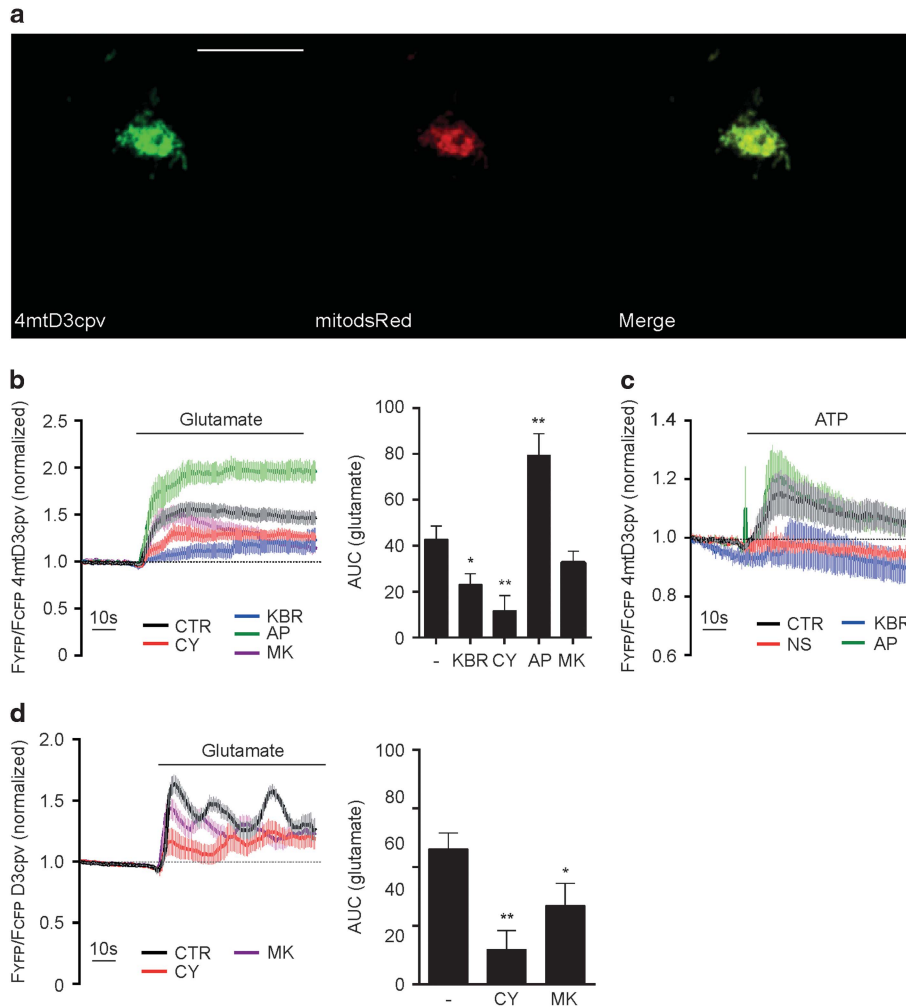 a
4mtD3cpv
mitodsRed
Merge
b
FYFP/FCFP 4mtD3cpv (normalized)
2.5
2.0
1.5
1.0
0.5
0
Glutamate
10s
CTR
CY
KBR
AP
MK
AUC (glutamate)
100
80
60
40
20
0
*
**
**
- KBR CY AP MK
c
FYFP/FCFP 4mtD3cpv (normalized)
1.4
1.2
1.0
0.8
0.6
ATP
10s
CTR
NS
KBR
AP
d
FYFP/FCFP D3cpv (normalized)
2.0
1.5
1.0
0.5
0
Glutamate
10s
CTR
CY
MK
AUC (glutamate)
100
80
60
40
20
0
**
*
- CY MK